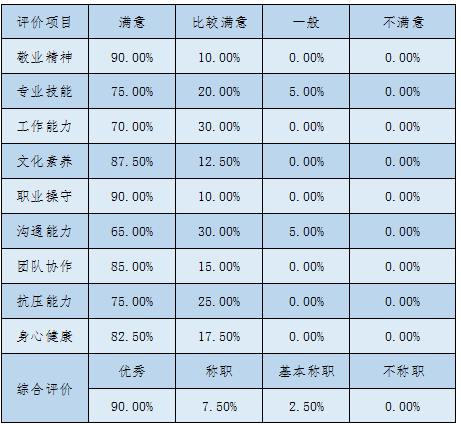 评价项目 满意 比较满意 一般 不满意
敬业精神 90.00% 10.00% 0.00% 0.00%
专业技能 75.00% 20.00% 5.00% 0.00%
工作能力 70.00% 30.00% 0.00% 0.00%
文化素养 87.50% 12.50% 0.00% 0.00%
职业操守 90.00% 10.00% 0.00% 0.00%
沟通能力 65.00% 30.00% 5.00% 0.00%
团队协作 85.00% 15.00% 0.00% 0.00%
抗压能力 75.00% 25.00% 0.00% 0.00%
身心健康 82.50% 17.50% 0.00% 0.00%
综合评价 优秀 称职 基本称职 不称职
90.00% 7.50% 2.50% 0.00%